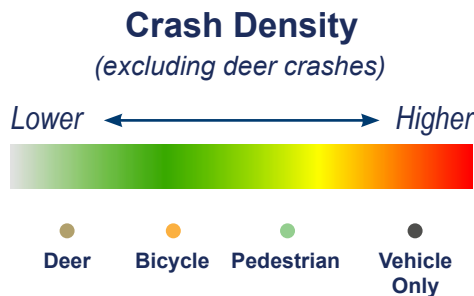 Crash Density
(excluding deer crashes)
Lower Higher
Deer Bicycle Pedestrian Vehicle
Only